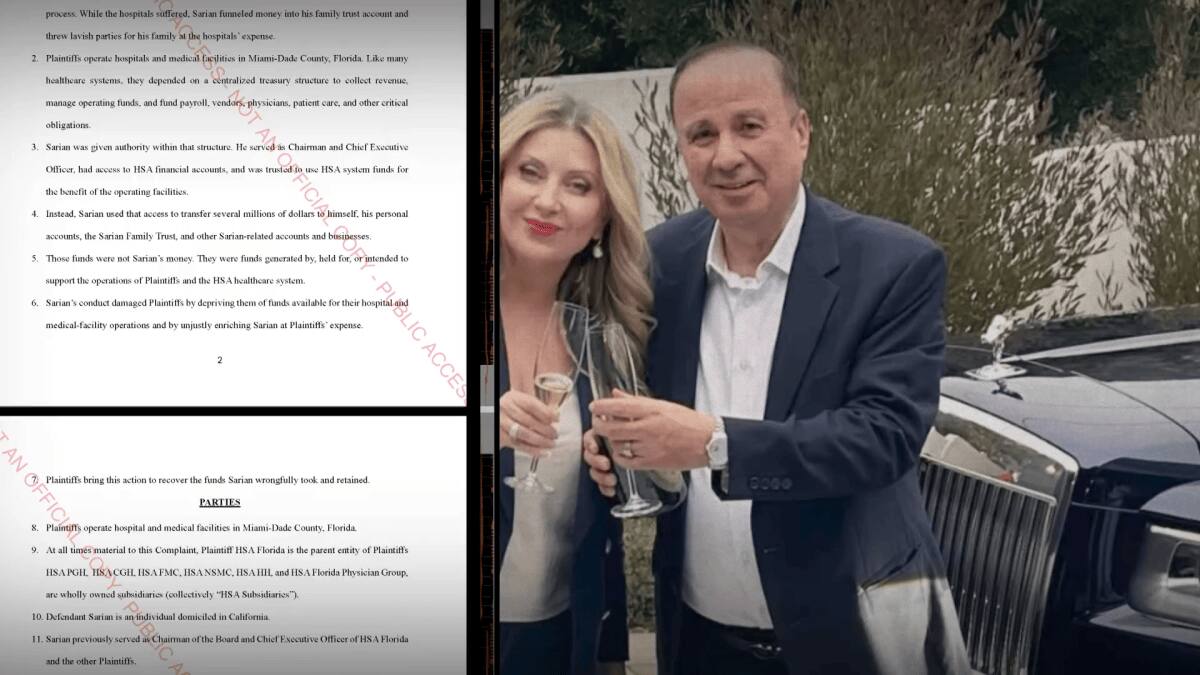 process. While the hospitals suffered, Sarian funneled money into his family trust account and
threw lavish parties for his family at the hospitals' expense.
2. Plaintiffs operate hospitals and medical facilities in Miami-Dade County, Florida. Like many
healthcare systems, they depended on a centralized treasury structure to collect revenue,
manage operating funds, and fund payroll, vendors, physicians, patient care, and other critical
obligations.
3. Sarian was given authority within that structure. He served as Chairman and Chief Executive
Officer, had access to HSA financial accounts, and was trusted to use HSA system funds for
the benefit of the operating facilities.
4. Instead, Sarian used that access to transfer several millions of dollars to himself, his personal
accounts, the Sarian Family Trust, and other Sarian-related accounts and businesses.
5. Those funds were not Sarian's money. They were funds generated by, held for, or intended to
support the operations of Plaintiffs and the HSA healthcare system.
6. Sarian's conduct damaged Plaintiffs by depriving them of funds available for their hospital and
medical-facility operations and by unjustly enriching Sarian at Plaintiffs' expense.
2
IC ACCESS - NOT AN OFFICIAL COPY - PUBLIC ACCESS
7. Plaintiffs bring this action to recover the funds Sarian wrongfully took and retained.
PARTIES
8. Plaintiffs operate hospital and medical facilities in Miami-Dade County, Florida.
9. At all times material to this Complaint, Plaintiff HSA Florida is the parent entity of Plaintiffs
HSA PGH, HSA CGH, HSA FMC, HSA NSMC, HSA HH, and HSA Florida Physician Group,
are wholly owned subsidiaries (collectively "HSA Subsidiaries").
10. Defendant Sarian is an individual domiciled in California.
11. Sarian previously served as Chairman of the Board and Chief Executive Officer of HSA Florida
and the other Plaintiffs.
T AN OFFICIAL COPY - PUBLIC AC